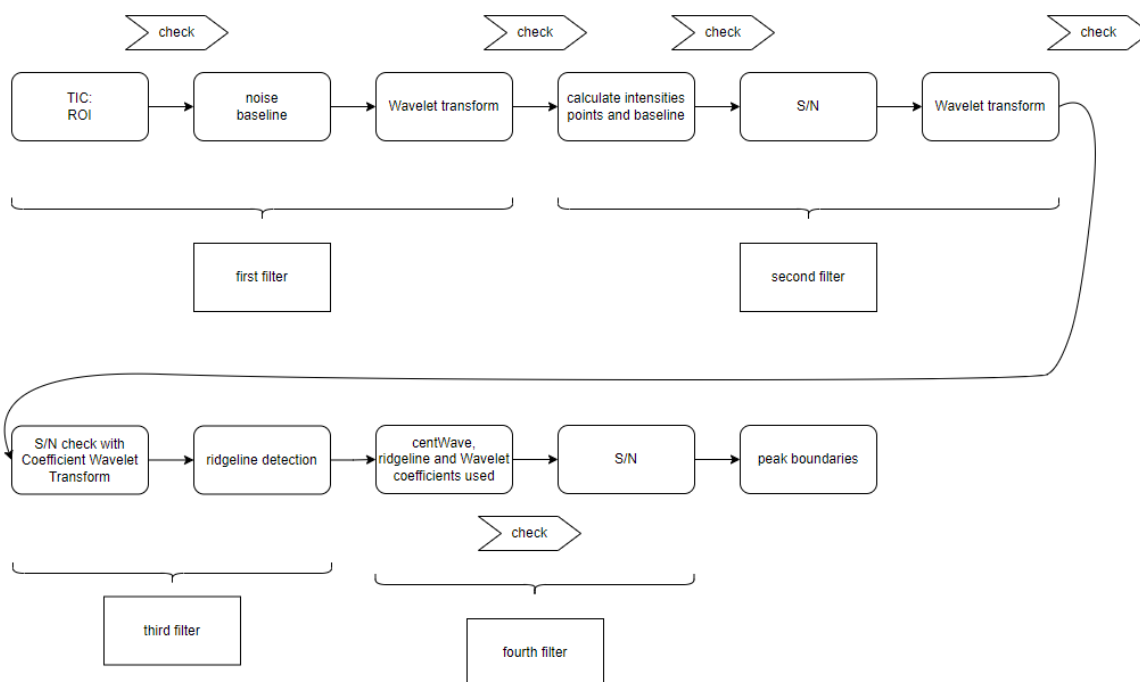 check
check
check
check
TIC:
ROI
noise
baseline
Wavelet transform
calculate intensities
points and baseline
S/N
Wavelet transform
first filter
second filter
S/N check with
Coefficient Wavelet
Transform
ridgeline detection
centWave,
ridgeline and Wavelet
coefficients used
S/N
peak boundaries
check
third filter
fourth filter